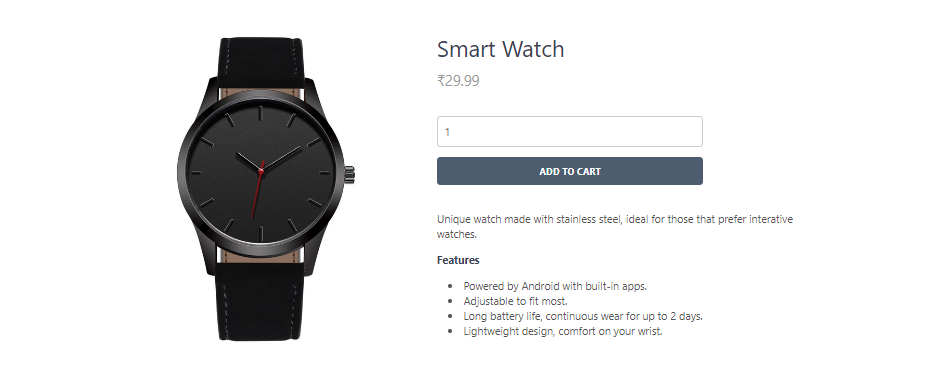 Smart Watch
₹29.99
1
ADD TO CART
Unique watch made with stainless steel, ideal for those that prefer interative
watches.
Features
Powered by Android with built-in apps.
Adjustable to fit most.
Long battery life, continuous wear for up to 2 days.
Lightweight design, comfort on your wrist.